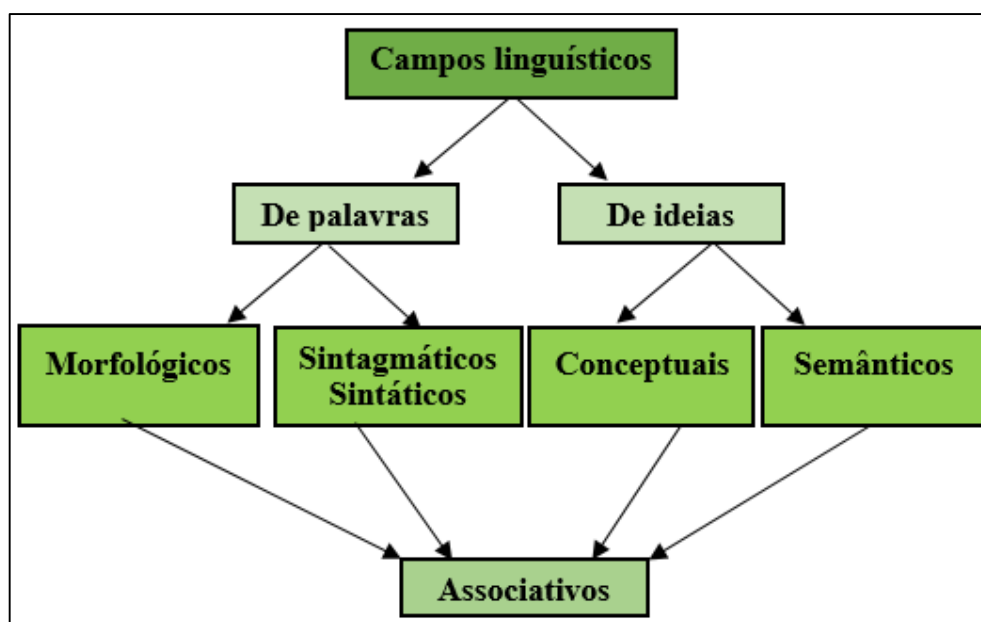 Campos linguísticos
De palavras
De ideias
Morfológicos
Sintagmáticos
Sintáticos
Conceptuais
Semânticos
Associativos